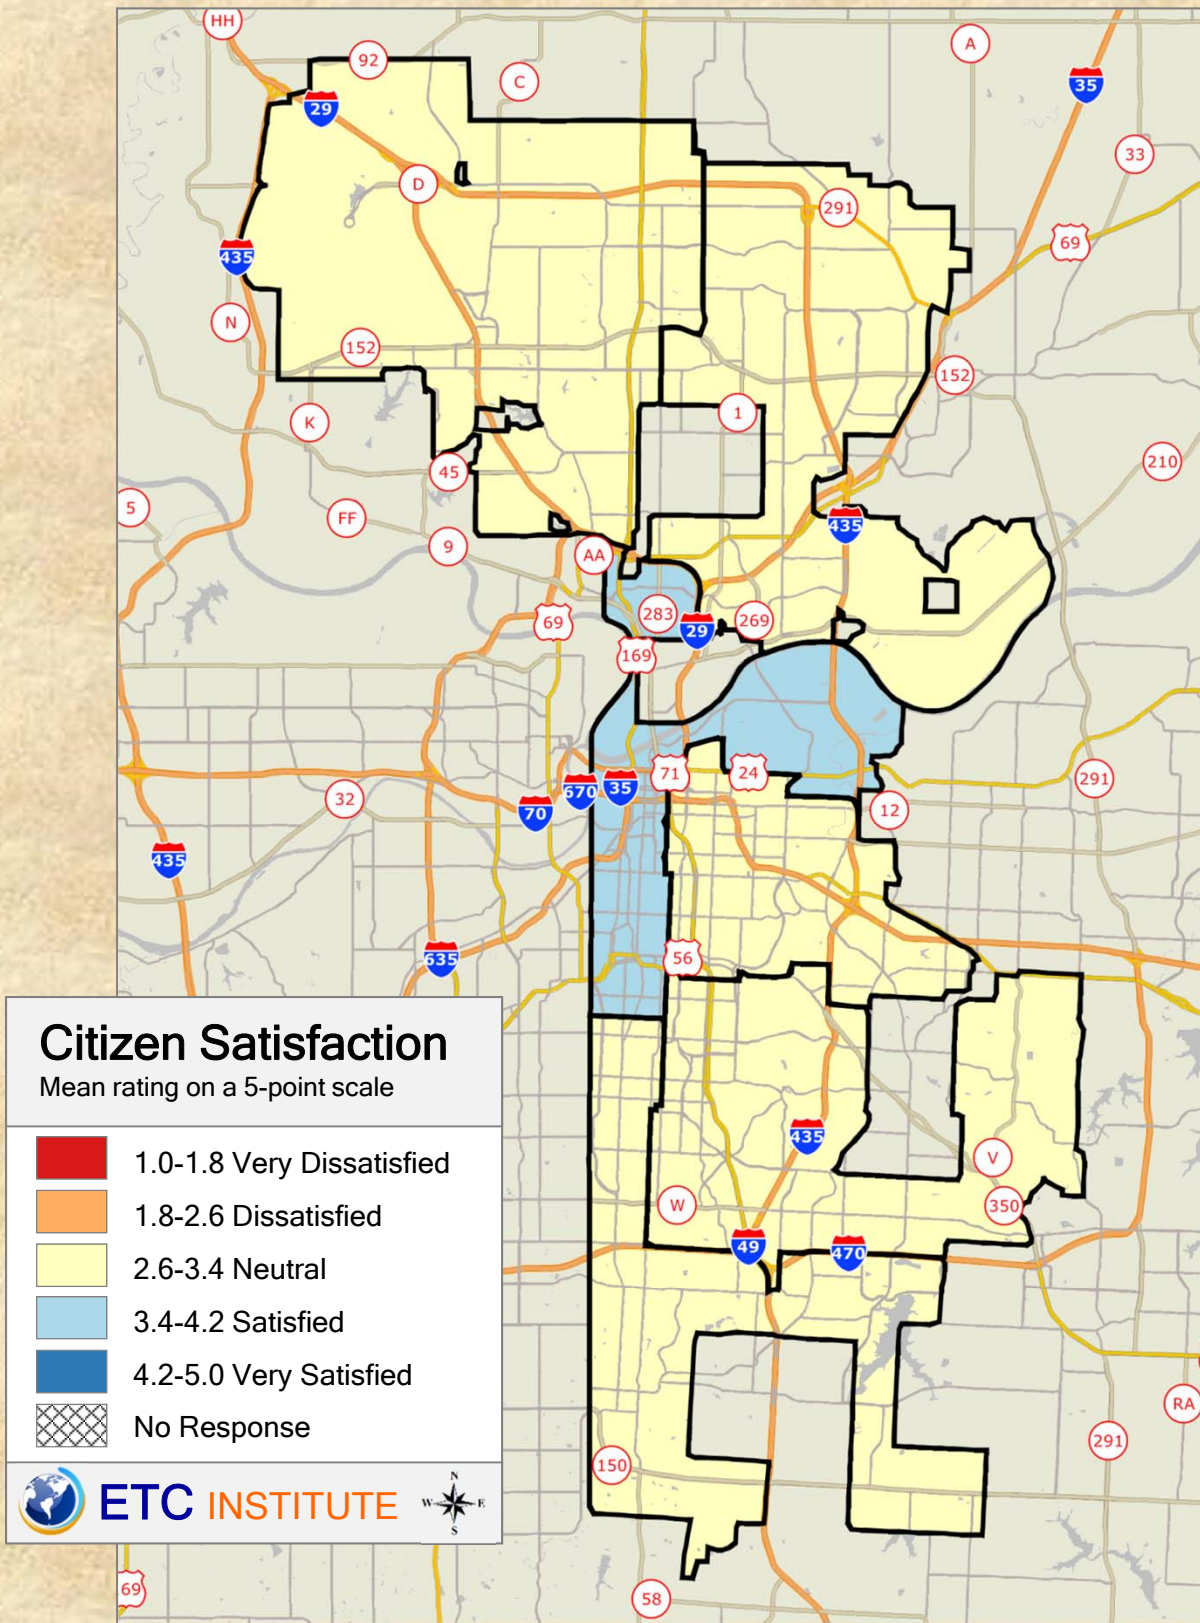 HH
A
92
C
35
29
33
D
291
69
435
N
152
152
1
K
45
210
5
FF
435
9
AA
283
69
269
29
169
71
24
670
35
291
32
70
12
435
56
635
Citizen Satisfaction
Mean rating on a 5-point scale
1.0-1.8 Very Dissatisfied
1.8-2.6 Dissatisfied
2.6-3.4 Neutral
3.4-4.2 Satisfied
4.2-5.0 Very Satisfied
No Response
ETC INSTITUTE
N
W E
S
435
V
W
350
49
470
RA
291
150
69
58